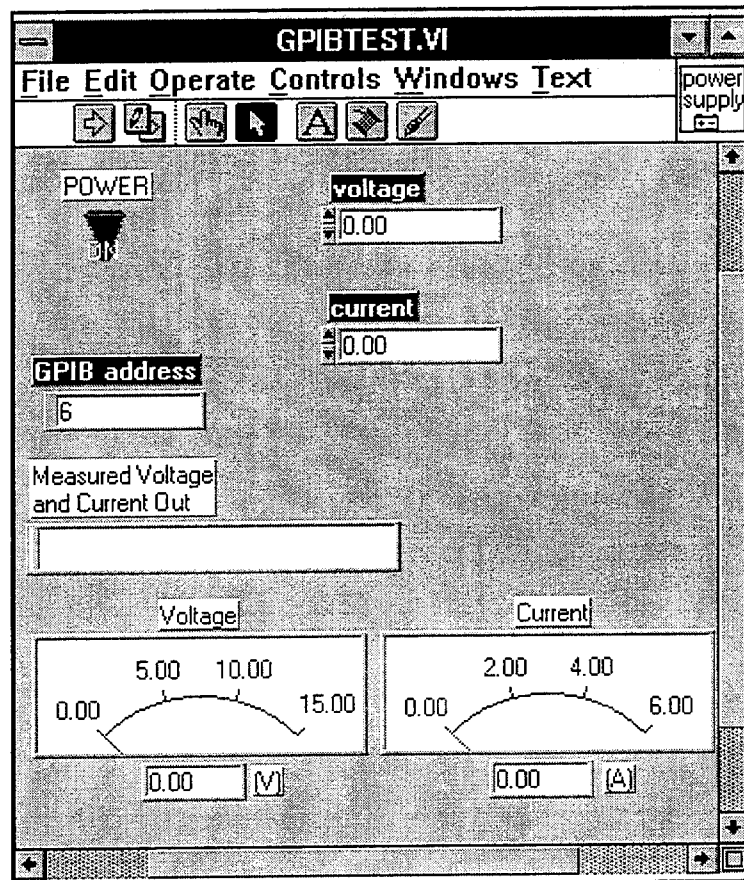 GPIBTEST.VI
File Edit Operate Controls Windows Text
power
supply
A
POWER
ON
voltage
0.00
current
0.00
GPIB address
6
Measured Voltage
and Current Out
Voltage
0.00 5.00 10.00 15.00
0.00 (V)
Current
0.00 2.00 4.00 6.00
0.00 (A)